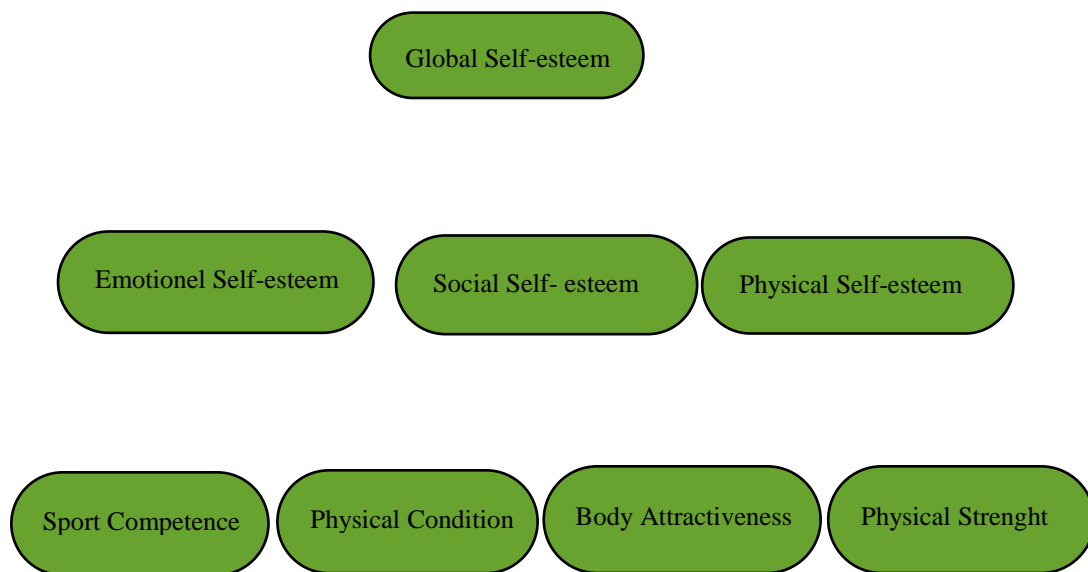 Global Self-esteem
Emotionel Self-esteem
Social Self- esteem
Physical Self-esteem
Sport Competence
Physical Condition
Body Attractiveness
Physical Strenght